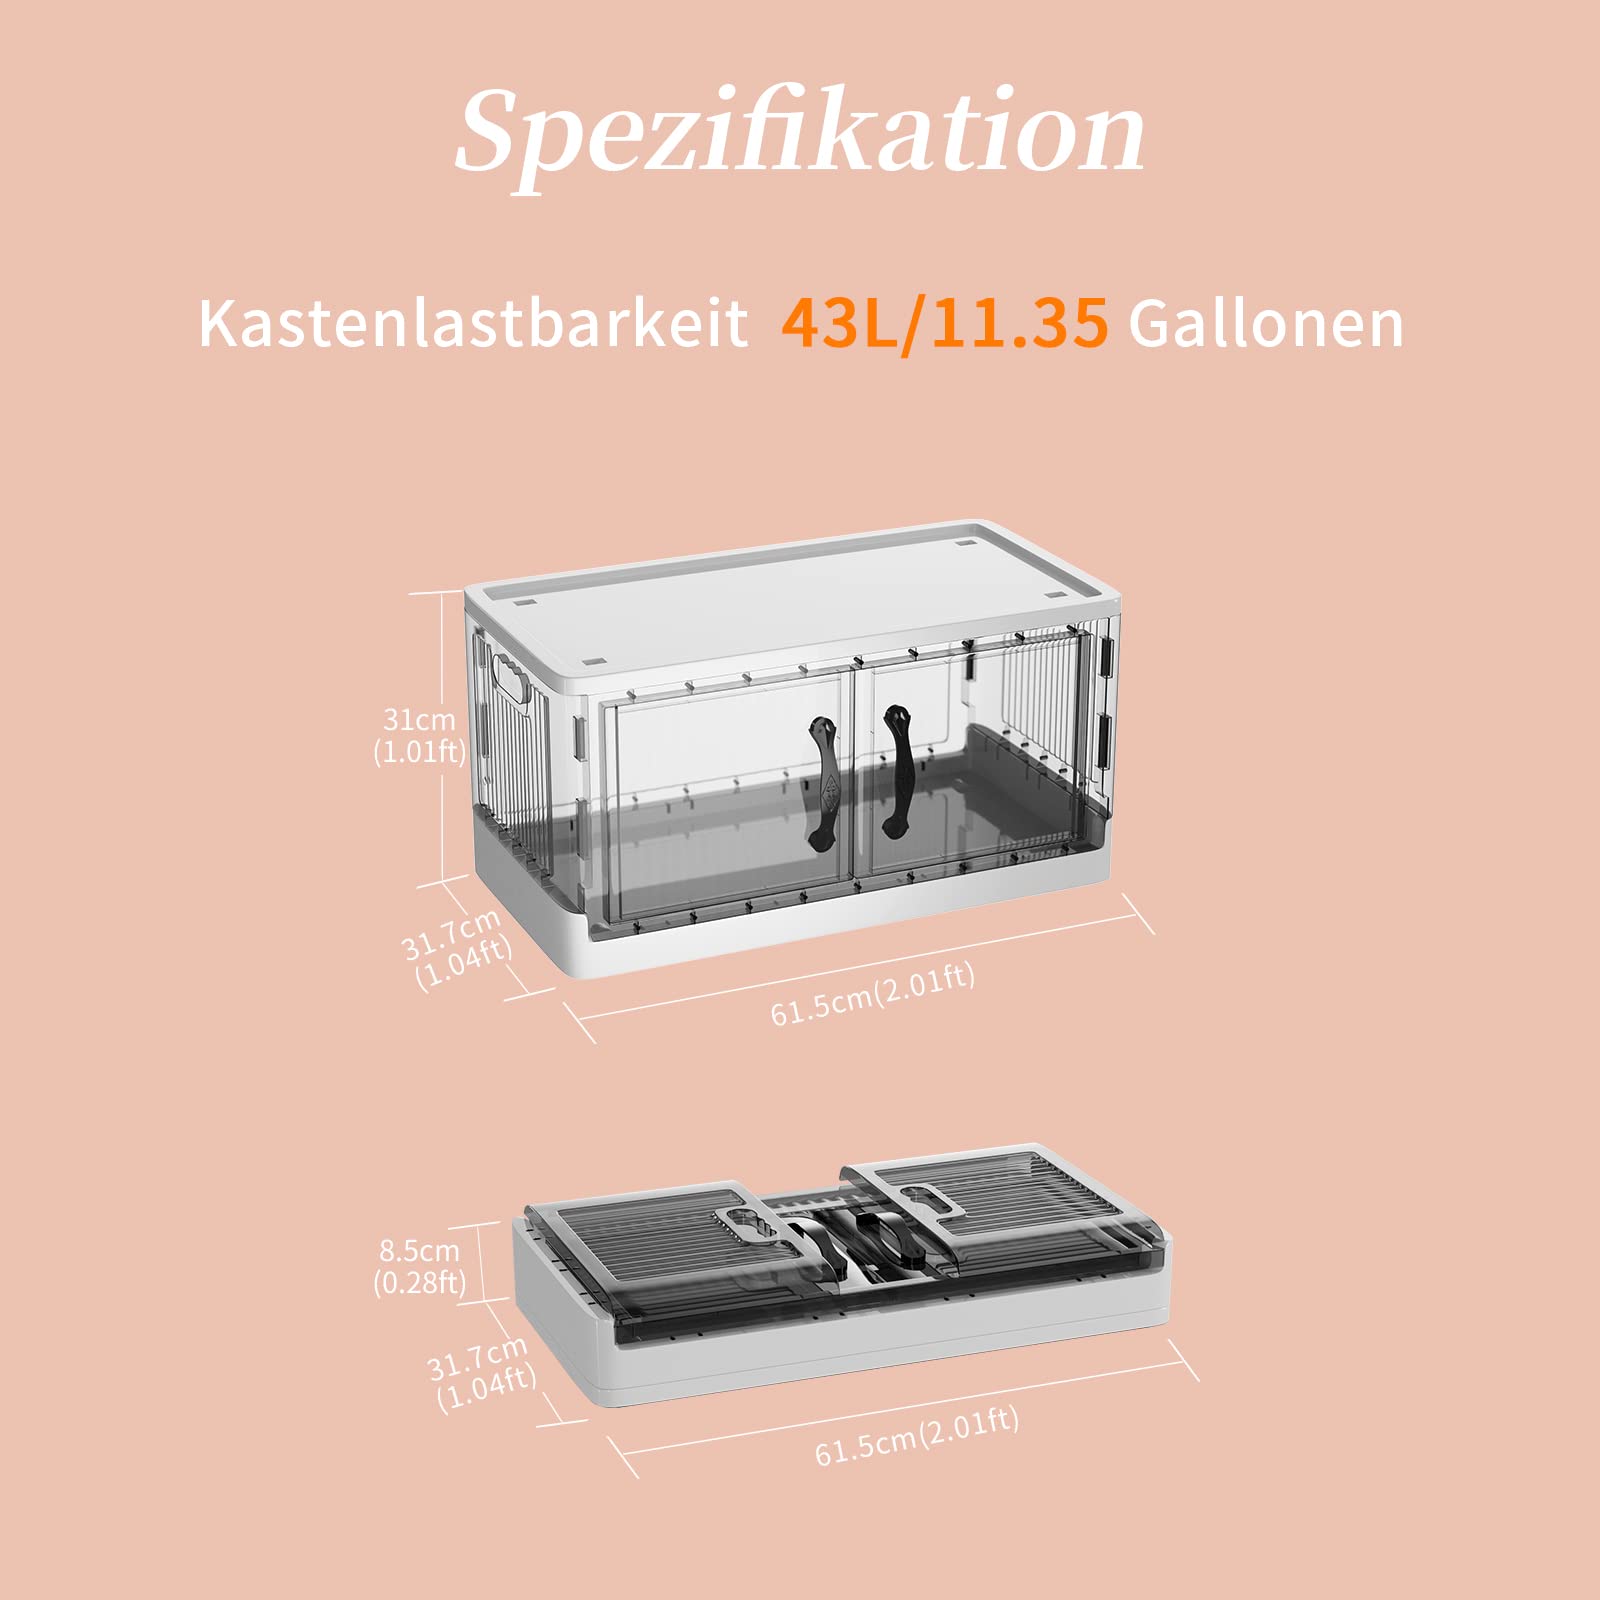 Spezifikation
Kastenlastbarkeit 43L/11.35 Gallonen
31cm
(1.01ft)
31.7cm
(1.04ft)
61.5cm(2.01ft)
8.5cm
(0.28ft)
31.7cm
(1.04ft)
61.5cm(2.01ft)